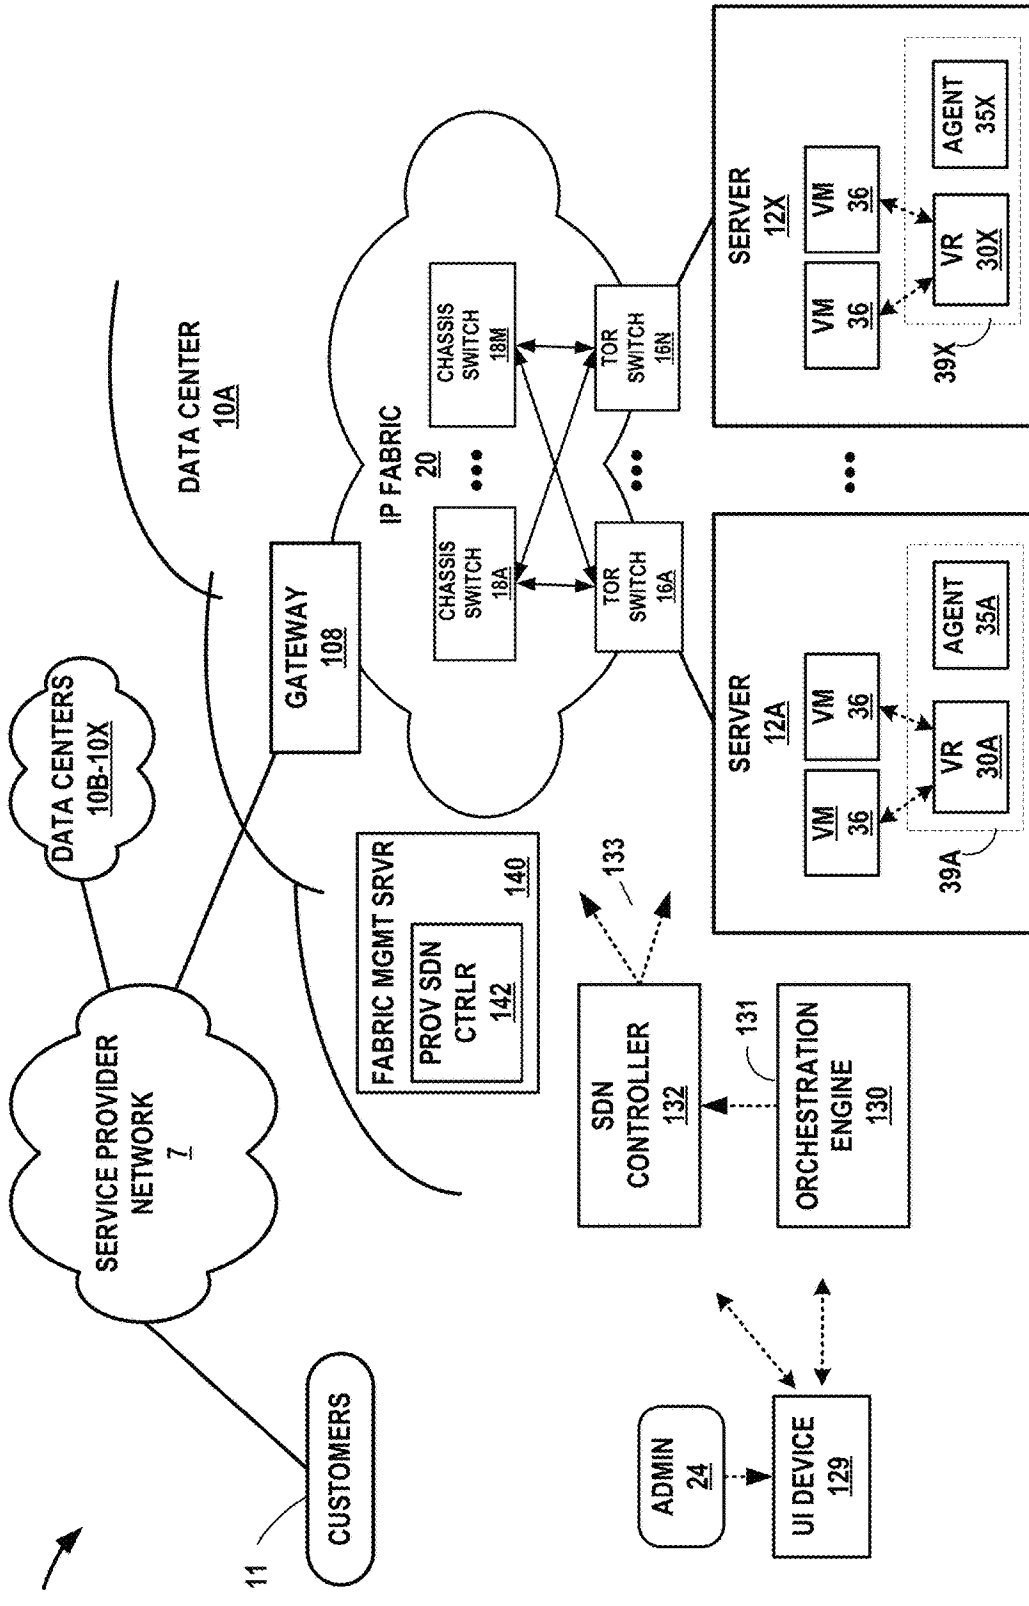 CUSTOMERS
11
SERVICE PROVIDER
NETWORK
7
DATA CENTERS
10B-10X
DATA CENTER
10A
GATEWAY
108
IP FABRIC
20
CHASSIS
SWITCH
18A
•••
CHASSIS
SWITCH
18M
TOR
SWITCH
16A
•••
TOR
SWITCH
16N
FABRIC MGMT SRVR
140
PROV SDN
CTRLR
142
SDN
CONTROLLER
132
133
131
ORCHESTRATION
ENGINE
130
ADMIN
24
UI DEVICE
129
SERVER
12A
VM
36
VM
36
VR
30A
AGENT
35A
39A
•••
SERVER
12X
VM
36
VM
36
VR
30X
AGENT
35X
39X